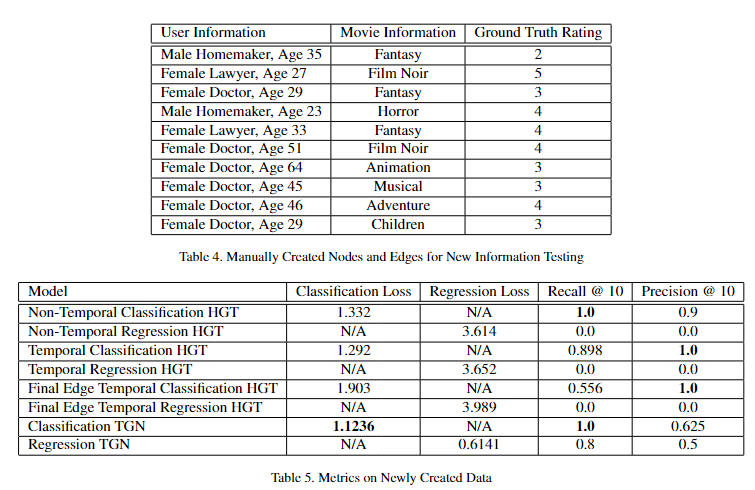 User Information Movie Information Ground Truth Rating
Male Homemaker, Age 35 Fantasy 2
Female Lawyer, Age 27 Film Noir 5
Female Doctor, Age 29 Fantasy 3
Male Homemaker, Age 23 Horror 4
Female Lawyer, Age 33 Fantasy 4
Female Doctor, Age 51 Film Noir 4
Female Doctor, Age 64 Animation 3
Female Doctor, Age 45 Musical 3
Female Doctor, Age 46 Adventure 4
Female Doctor, Age 29 Children 3
Table 4. Manually Created Nodes and Edges for New Information Testing
Model Classification Loss Regression Loss Recall @ 10 Precision @ 10
Non-Temporal Classification HGT 1.332 N/A 1.0 0.9
Non-Temporal Regression HGT N/A 3.614 0.0 0.0
Temporal Classification HGT 1.292 N/A 0.898 1.0
Temporal Regression HGT N/A 3.652 0.0 0.0
Final Edge Temporal Classification HGT 1.903 N/A 0.556 1.0
Final Edge Temporal Regression HGT N/A 3.989 0.0 0.0
Classification TGN 1.1236 N/A 1.0 0.625
Regression TGN N/A 0.6141 0.8 0.5
Table 5. Metrics on Newly Created Data